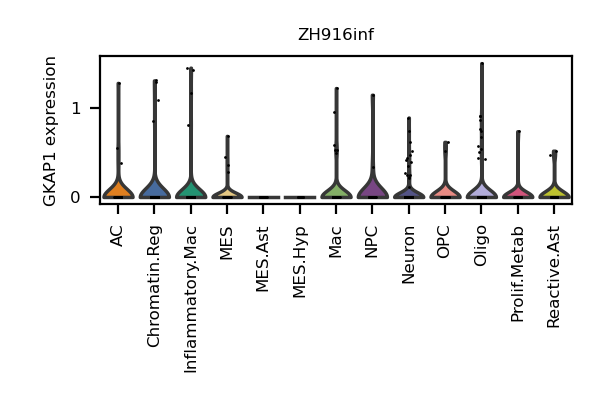 ZH916inf
GKAP1 expression
1
0
AC
Chromatin.Reg
Inflammatory.Mac
MES
MES.Ast
MES.Hyp
Mac
NPC
Neuron
OPC
Oligo
Prolif.Metab
Reactive.Ast